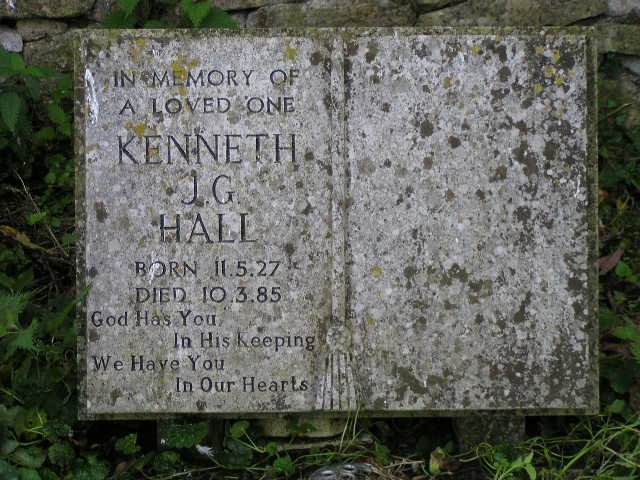 IN MEMORY OF
A LOVED ONE
KENNETH
J.G
HALL
BORN 11.5.27
DIED 10.3.85
God Has You
In His Keeping
We Have You
In Our Hearts